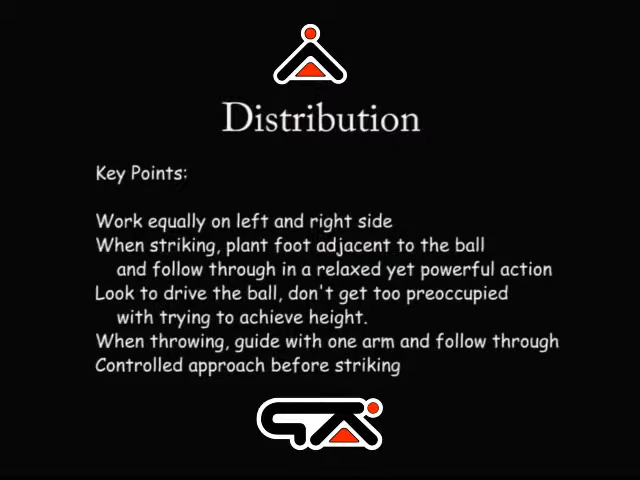 Distribution
Key Points:
Work equally on left and right side
When striking, plant foot adjacent to the ball
and follow through in a relaxed yet powerful action
Look to drive the ball, don't get too preoccupied
with trying to achieve height.
When throwing, guide with one arm and follow through
Controlled approach before striking